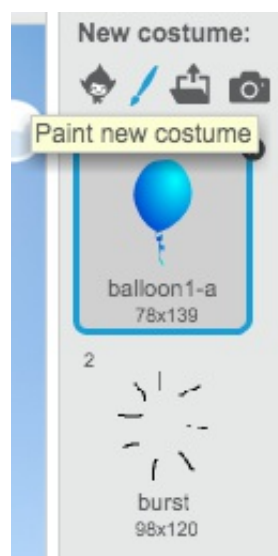 New costume:
Paint new costume
balloon1-a
78x139
2
burst
98x120